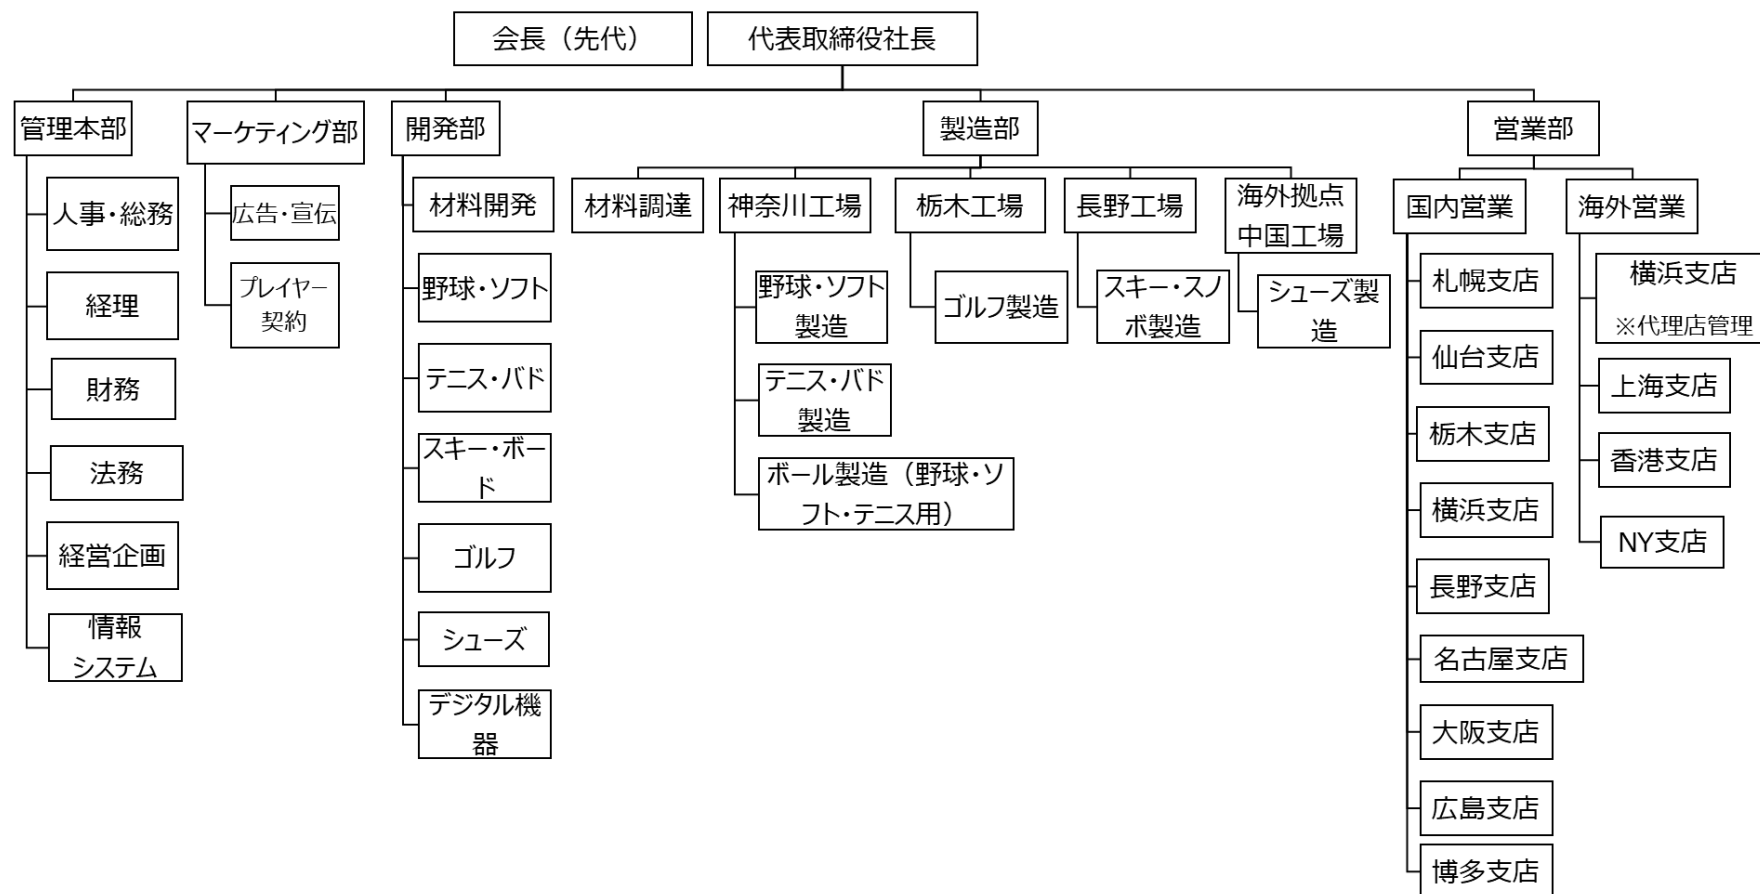 会長（先代）
代表取締役社長
管理本部
人事・総務
経理
財務
法務
経営企画
情報
システム
マーケティング部
広告・宣伝
プレイヤー
契約
開発部
材料開発
野球・ソフト
テニス・バド
スキー・ボー
ド
ゴルフ
シューズ
デジタル機
器
製造部
材料調達
神奈川工場
野球・ソフト
製造
テニス・バド
製造
ボール製造（野球・ソ
フト・テニス用）
栃木工場
ゴルフ製造
長野工場
スキー・スノ
ボ製造
海外拠点
中国工場
シューズ製
造
営業部
国内営業
札幌支店
仙台支店
栃木支店
横浜支店
長野支店
名古屋支店
大阪支店
広島支店
博多支店
海外営業
横浜支店
※代理店管理
上海支店
香港支店
NY支店